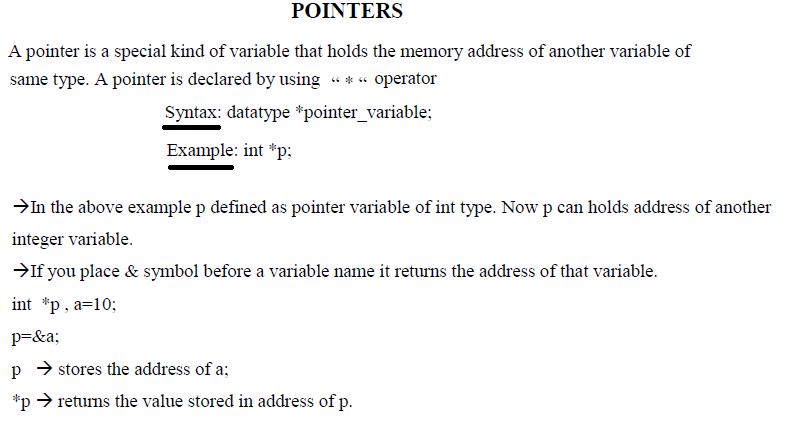 POINTERS
A pointer is a special kind of variable that holds the memory address of another variable of
same type. A pointer is declared by using “ * “ operator
Syntax: datatype *pointer_variable;
Example: int *p;
→In the above example p defined as pointer variable of int type. Now p can holds address of another
integer variable.
→If you place & symbol before a variable name it returns the address of that variable.
int *p , a=10;
p=&a;
p → stores the address of a;
*p → returns the value stored in address of p.